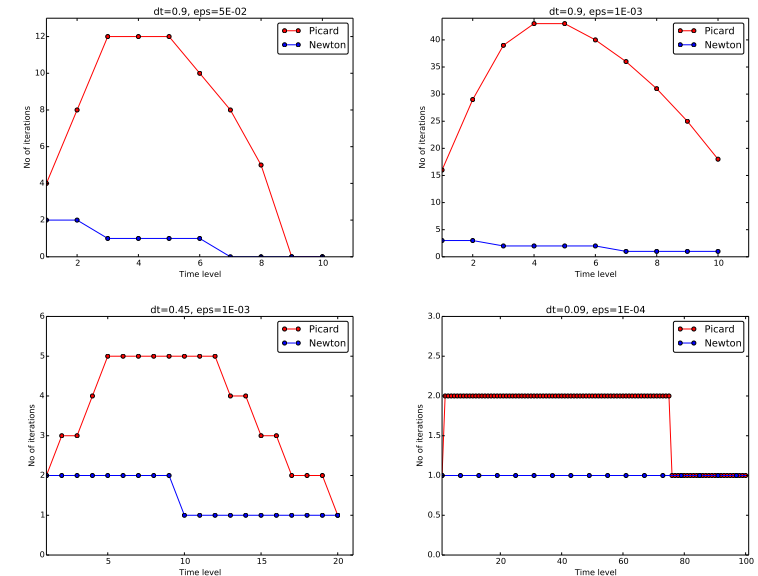 dt=0.9, eps=5E-02
Picard
Newton
No of iterations
12
10
8
6
4
2
0
2
4
6
8
10
Time level
dt=0.9, eps=1E-03
Picard
Newton
No of iterations
40
35
30
25
20
15
10
5
0
2
4
6
8
10
Time level
dt=0.45, eps=1E-03
Picard
Newton
No of iterations
6
5
4
3
2
1
0
5
10
15
20
Time level
dt=0.09, eps=1E-04
Picard
Newton
No of iterations
3.0
2.5
2.0
1.5
1.0
0.5
0.0
20
40
60
80
100
Time level